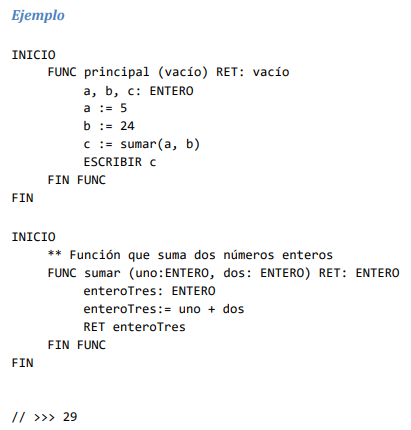 Ejemplo
INICIO
FUNC principal (vacío) RET: vacío
a, b, c: ENTERO
a := 5
b := 24
c := sumar(a, b)
ESCRIBIR c
FIN FUNC
FIN
INICIO
** Función que suma dos números enteros
FUNC sumar (uno:ENTERO, dos: ENTERO) RET: ENTERO
enteroTres: ENTERO
enteroTres:= uno + dos
RET enteroTres
FIN FUNC
FIN
// >>> 29